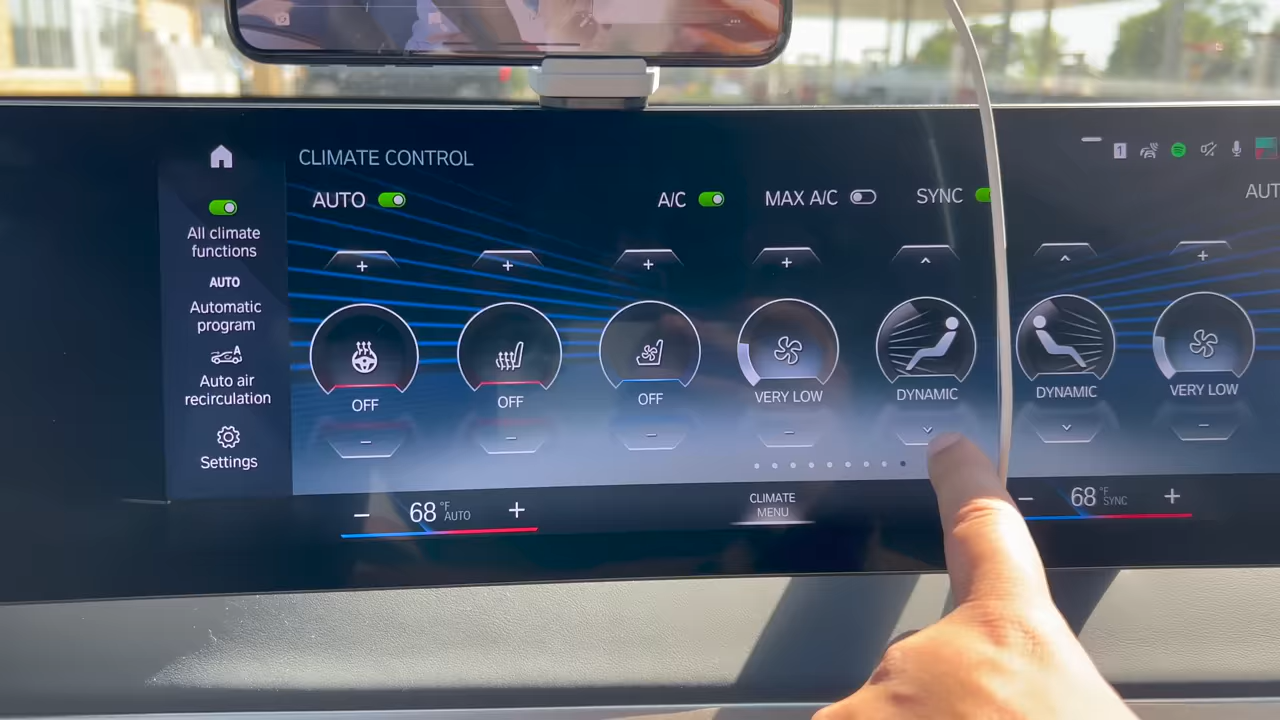 CLIMATE CONTROL
1
AUTO
A/C
MAX A/C
SYNC
AUT
All climate
functions
AUTO
Automatic
program
A
Auto air
recirculation
Settings
+
+
+
+
+
OFF
OFF
OFF
VERY LOW
DYNAMIC
DYNAMIC
VERY LOW
−
−
−
−
−
− 68 °F AUTO +
CLIMATE
MENU
− 68 °F SYNC +